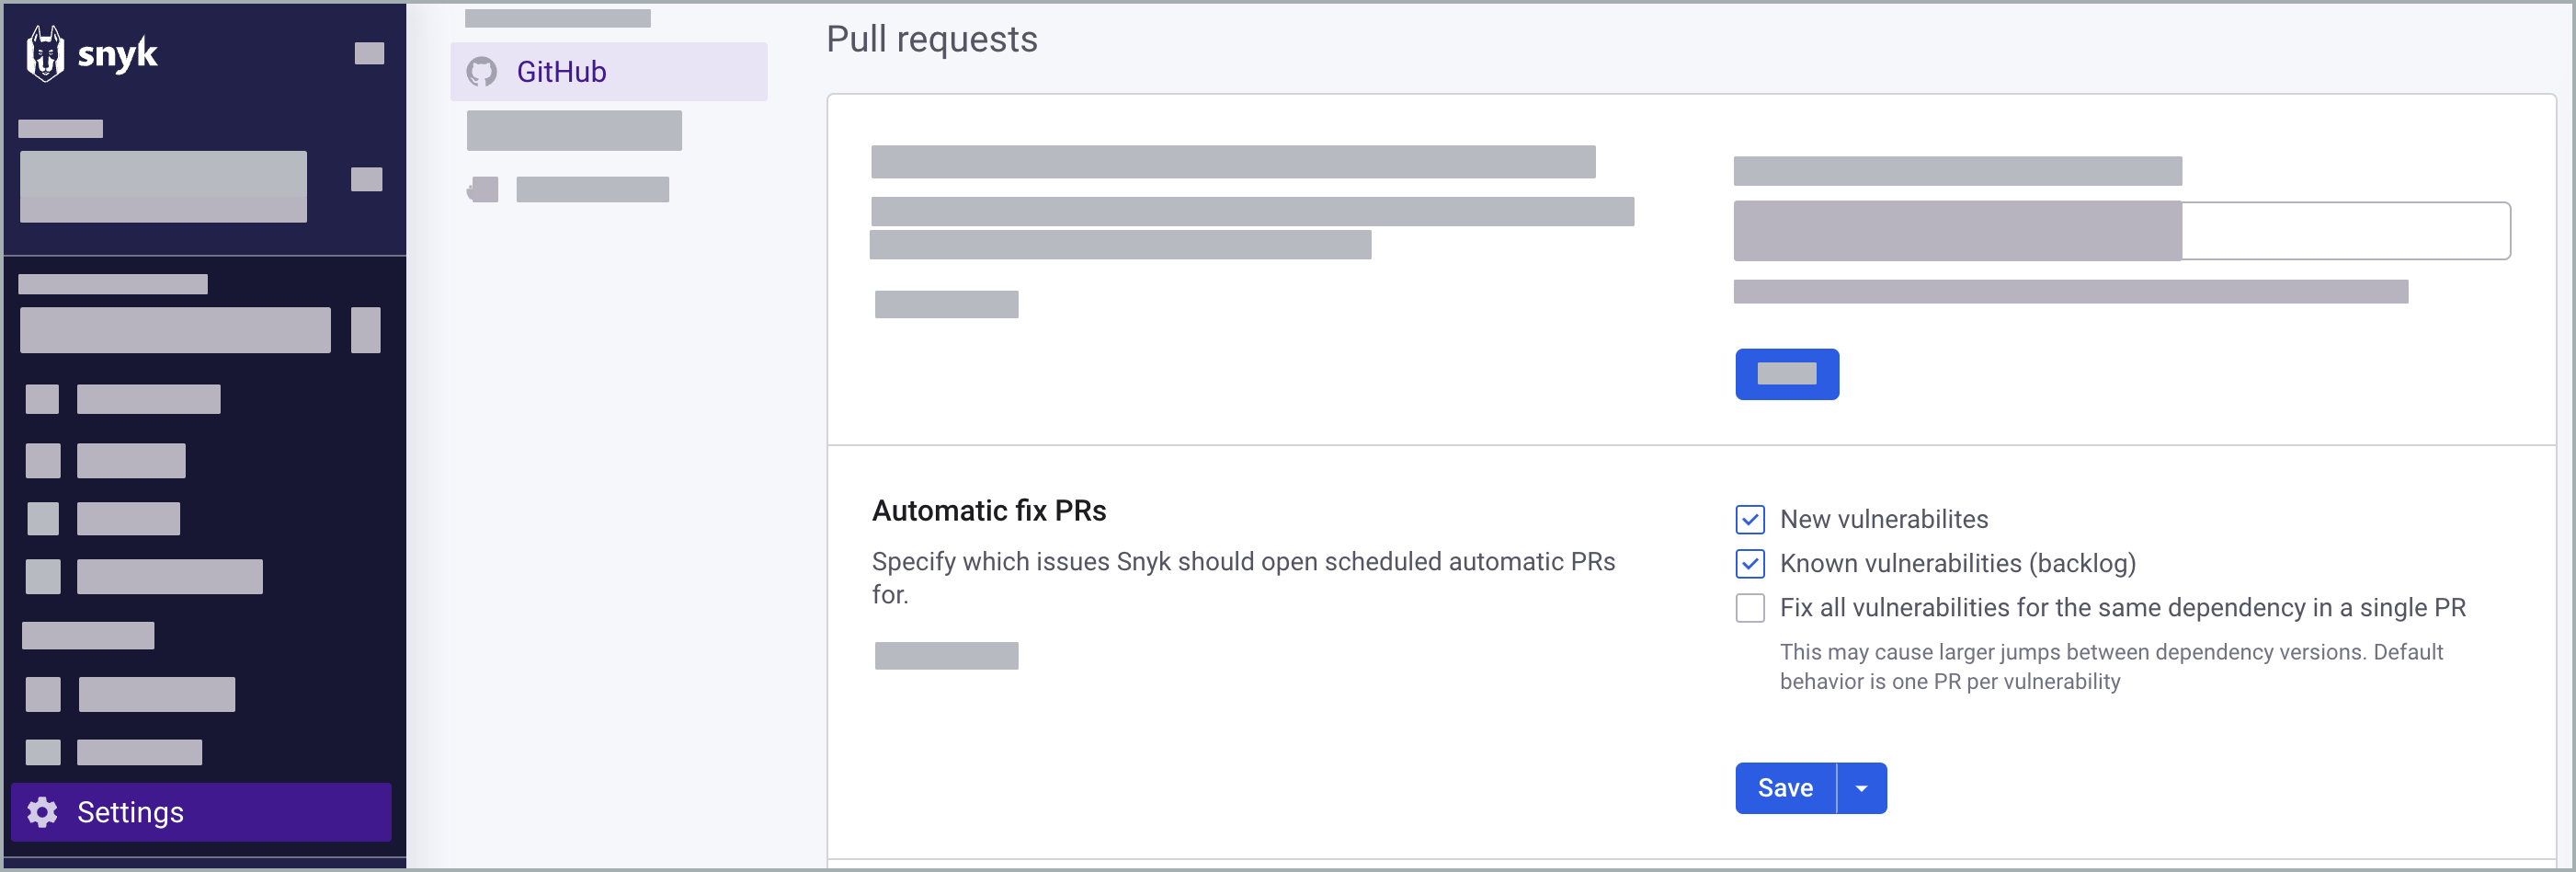 snyk
Settings
GitHub
Pull requests
Automatic fix PRs
Specify which issues Snyk should open scheduled automatic PRs
for.
New vulnerabilites
Known vulnerabilities (backlog)
Fix all vulnerabilities for the same dependency in a single PR
This may cause larger jumps between dependency versions. Default
behavior is one PR per vulnerability
Save